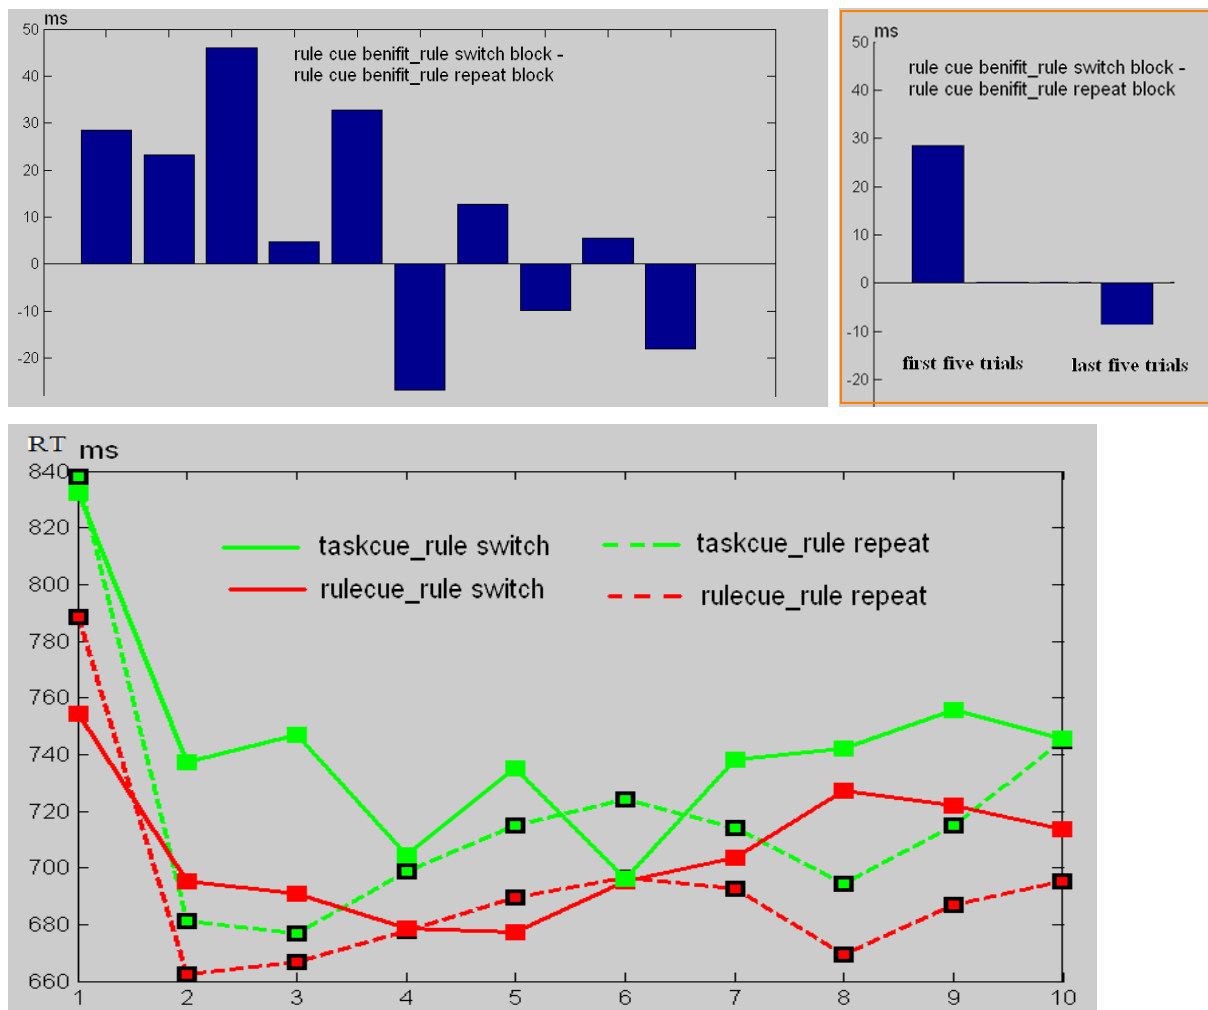 ms
50
40
30
20
10
0
-10
-20
rule cue benifit_rule switch block -
rule cue benifit_rule repeat block
ms
50
40
30
20
10
0
-10
-20
rule cue benifit_rule switch block -
rule cue benifit_rule repeat block
first five trials
last five trials
RT ms
840
820
800
780
760
740
720
700
680
660
taskcue_rule switch
taskcue_rule repeat
rulecue_rule switch
rulecue_rule repeat
1 2 3 4 5 6 7 8 9 10